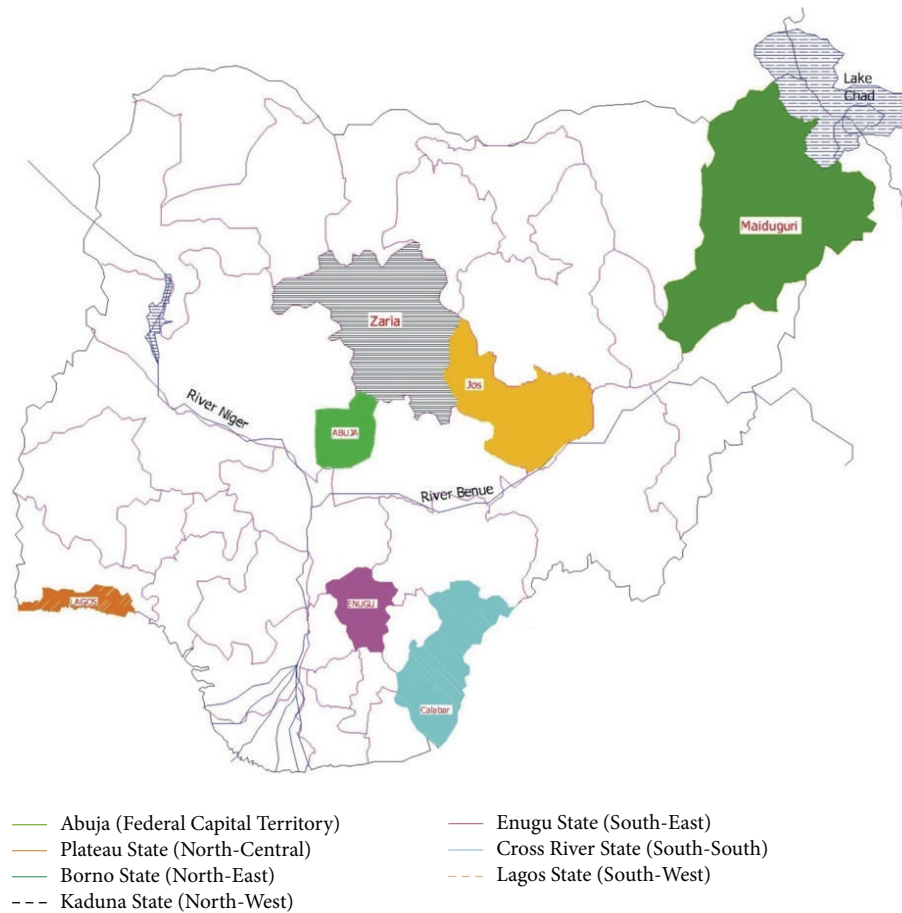 Lake
Chad
Maiduguri
Zaria
Jos
River Niger
ABUJA
River Benue
LAGOS
ENUGU
Calabar
Abuja (Federal Capital Territory)
Plateau State (North-Central)
Borno State (North-East)
Kaduna State (North-West)
Enugu State (South-East)
Cross River State (South-South)
Lagos State (South-West)